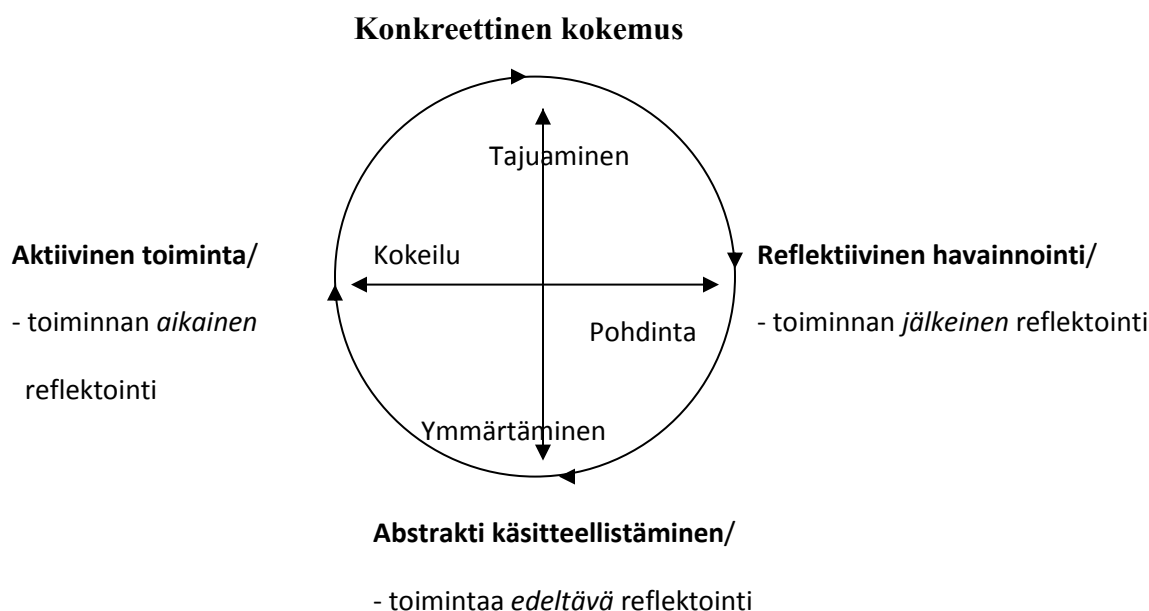 Konkreettinen kokemus
Tajuaminen
Aktiivinen toiminta/
Kokeilu
Reflektiivinen havainnointi/
- toiminnan aikainen
reflektointi
Pohdinta
- toiminnan jälkeinen reflektointi
Ymmärtäminen
Abstrakti käsitteellistäminen/
- toimintaa edeltävä reflektointi